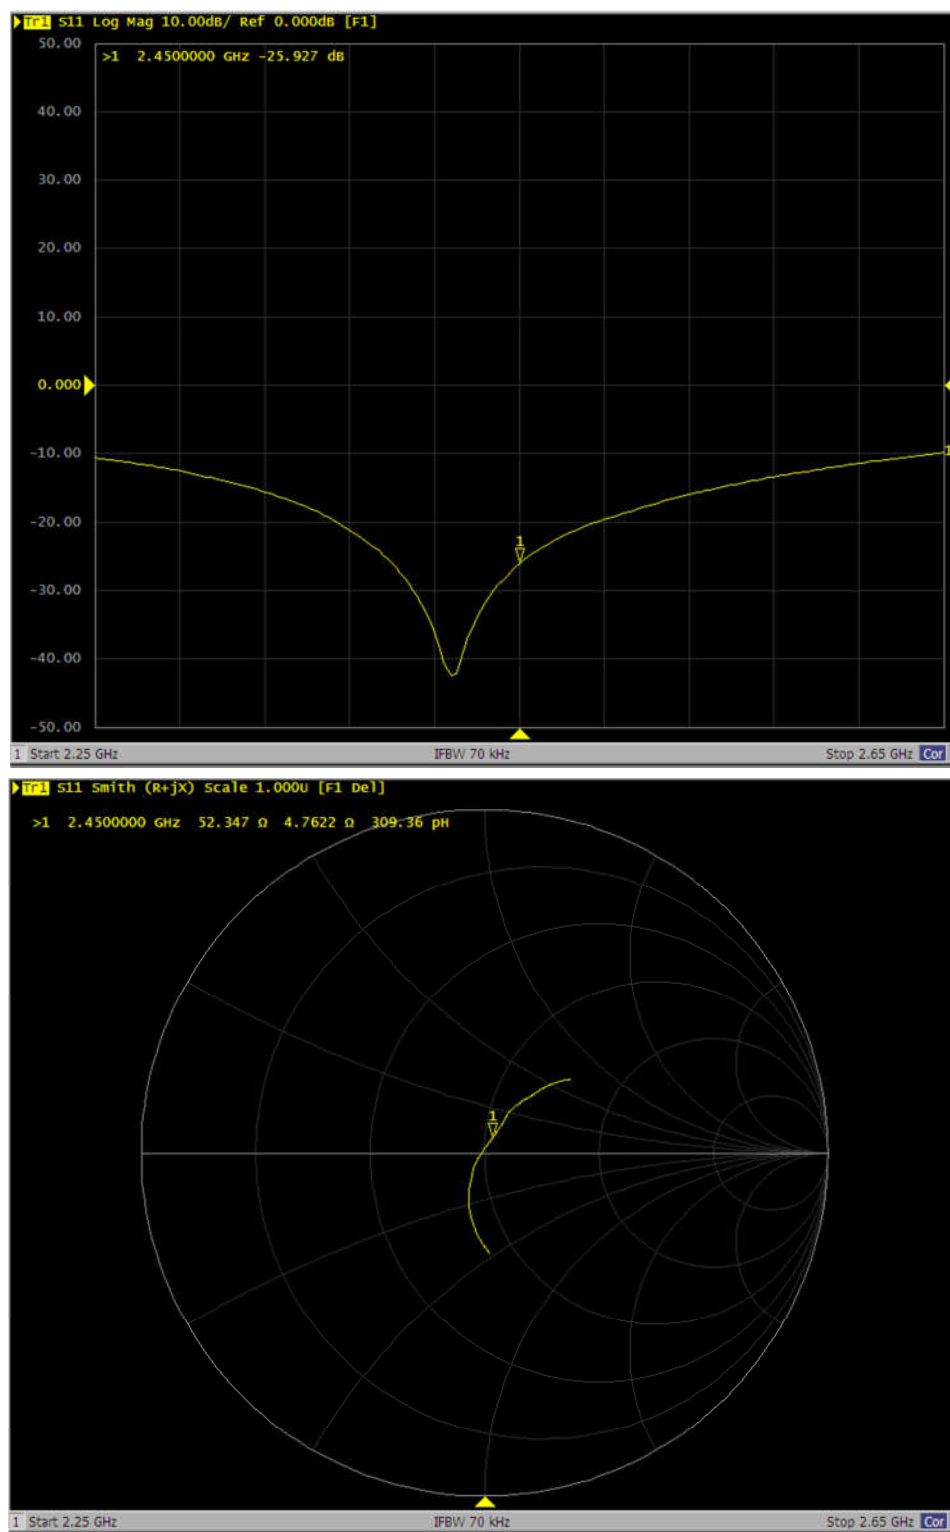 Tr1 S11 Log Mag 10.00dB/ Ref 0.000dB [F1]
50.00
>1 2.4500000 GHz -25.927 dB
40.00
30.00
20.00
10.00
0.000
-10.00
1
-20.00
1
-30.00
-40.00
-50.00
1 Start 2.25 GHz IFBW 70 kHz Stop 2.65 GHz Cor
Tr1 S11 Smith (R+jX) Scale 1.000U [F1 Del]
>1 2.4500000 GHz 52.347 Ω 4.7622 Ω 309.36 pH
1
1 Start 2.25 GHz IFBW 70 kHz Stop 2.65 GHz Cor